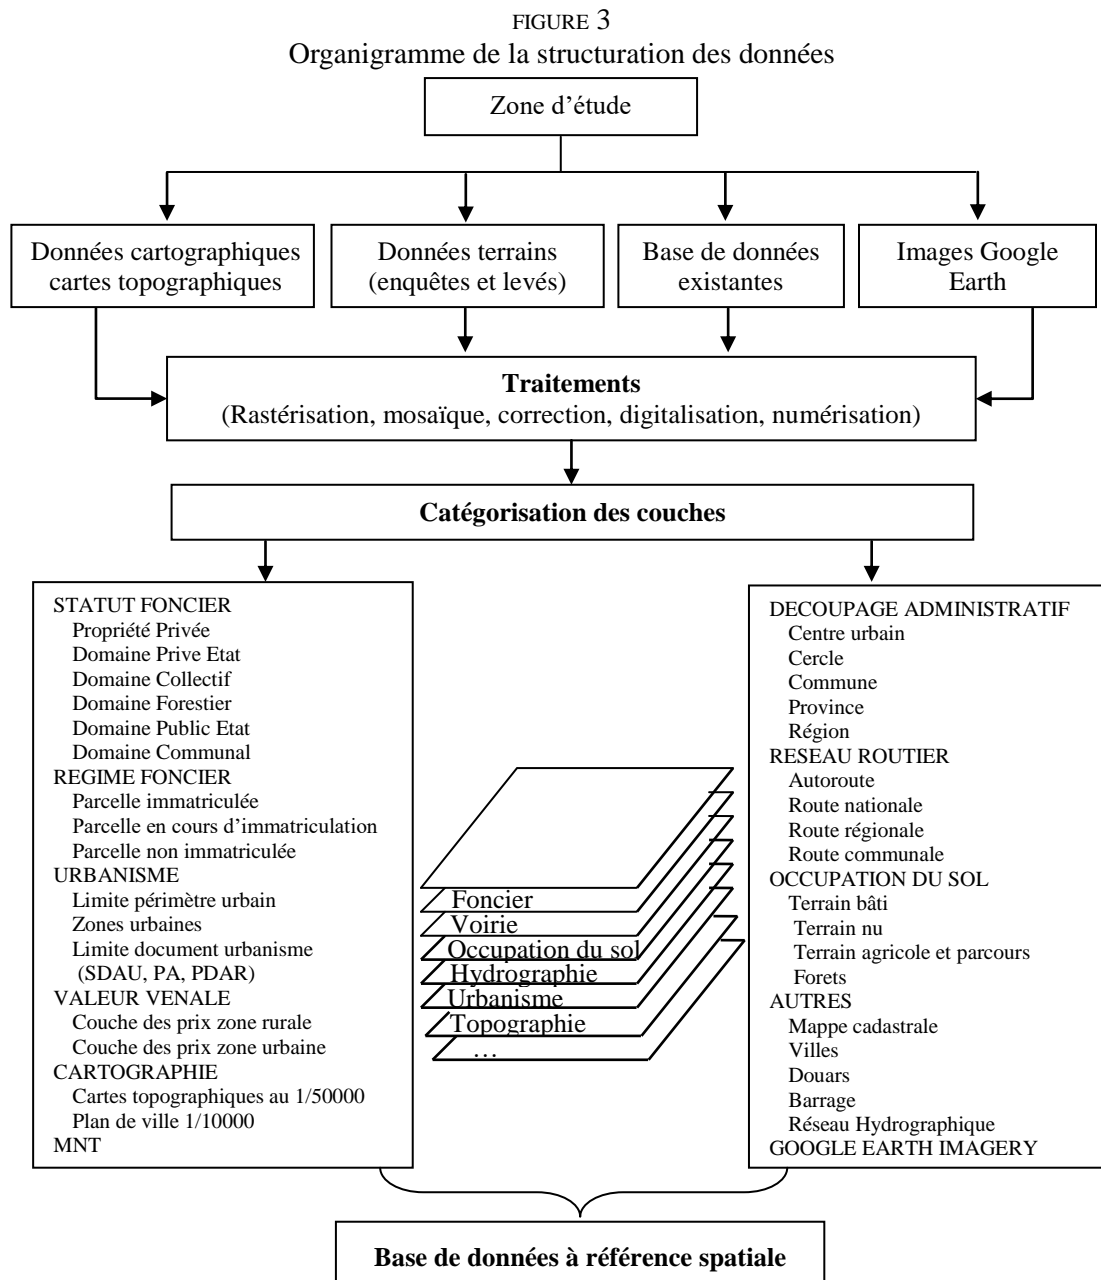 FIGURE 3
Organigramme de la structuration des données
Zone d’étude
Données cartographiques
cartes topographiques
Données terrains
(enquêtes et levés)
Base de données
existantes
Images Google
Earth
Traitements
(Rastérisation, mosaïque, correction, digitalisation, numérisation)
Catégorisation des couches
STATUT FONCIER
Propriété Privée
Domaine Prive Etat
Domaine Collectif
Domaine Forestier
Domaine Public Etat
Domaine Communal
REGIME FONCIER
Parcelle immatriculée
Parcelle en cours d’immatriculation
Parcelle non immatriculée
URBANISME
Limite périmètre urbain
Zones urbaines
Limite document urbanisme
(SDAU, PA, PDAR)
VALEUR VENALE
Couche des prix zone rurale
Couche des prix zone urbaine
CARTOGRAPHIE
Cartes topographiques au 1/50000
Plan de ville 1/10000
MNT
Foncier
Voirie
Occupation du sol
Hydrographie
Urbanisme
Topographie
…
DECOUPAGE ADMINISTRATIF
Centre urbain
Cercle
Commune
Province
Région
RESEAU ROUTIER
Autoroute
Route nationale
Route régionale
Route communale
OCCUPATION DU SOL
Terrain bâti
Terrain nu
Terrain agricole et parcours
Forets
AUTRES
Mappe cadastrale
Villes
Douars
Barrage
Réseau Hydrographique
GOOGLE EARTH IMAGERY
Base de données à référence spatiale